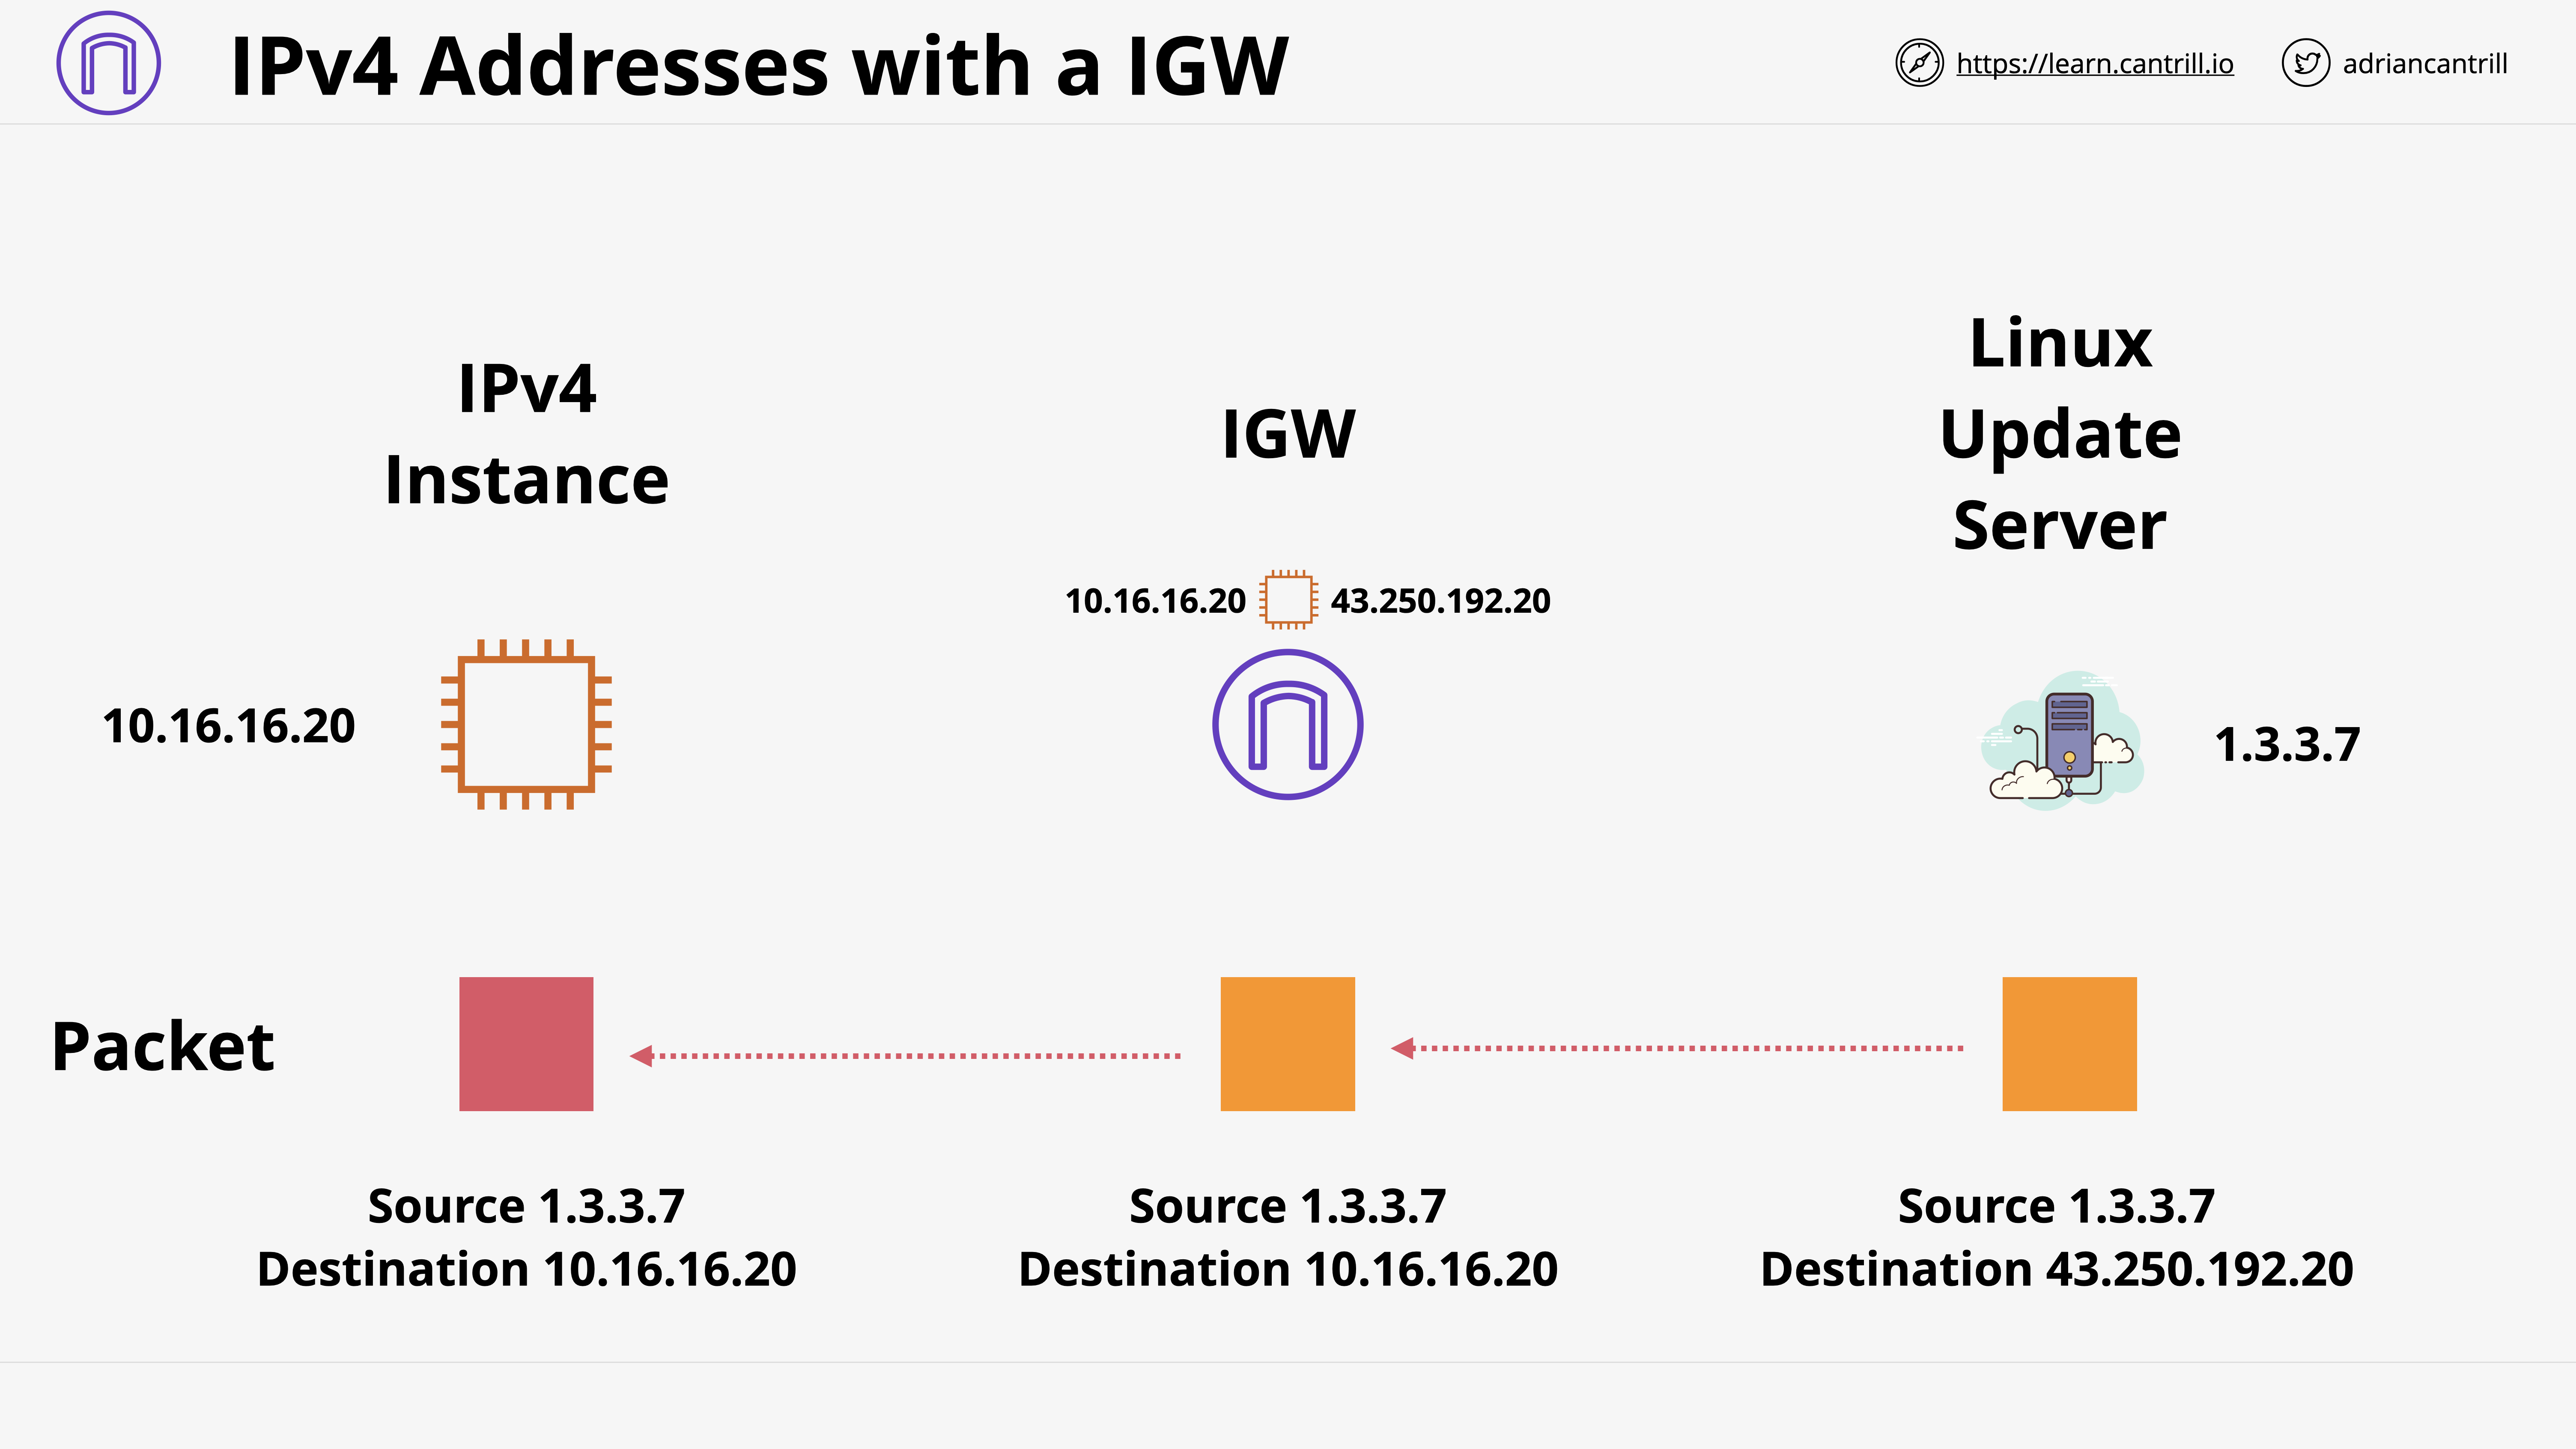 IPv4 Addresses with a IGW
https://learn.cantrill.io
adriancantrill
IPv4
Instance
IGW
Linux
Update
Server
10.16.16.20
43.250.192.20
10.16.16.20
1.3.3.7
Packet
Source 1.3.3.7
Destination 10.16.16.20
Source 1.3.3.7
Destination 10.16.16.20
Source 1.3.3.7
Destination 43.250.192.20